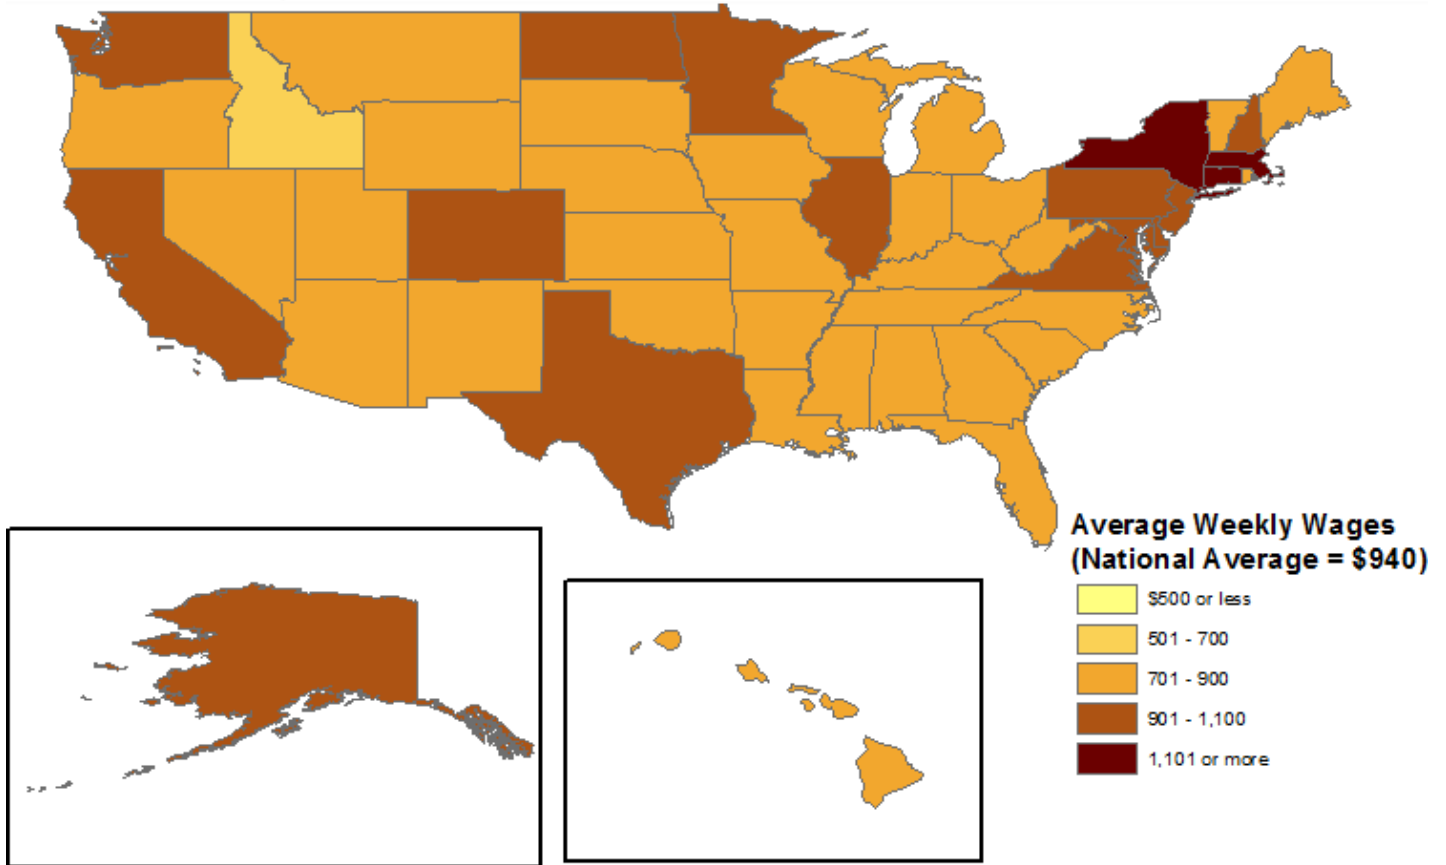 Average Weekly Wages
(National Average = $940)
$500 or less
501 - 700
701 - 900
901 - 1,100
1,101 or more